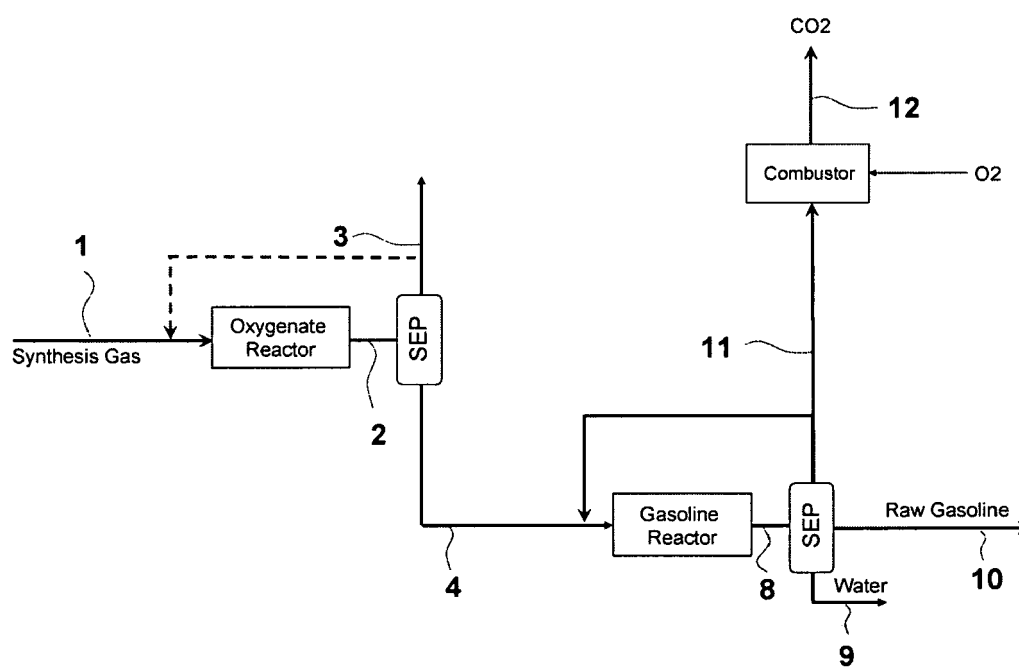 CO2
12
Combustor
O2
3
1
Synthesis Gas
Oxygenate
Reactor
SEP
2
11
4
Gasoline
Reactor
8
SEP
Raw Gasoline
10
Water
9